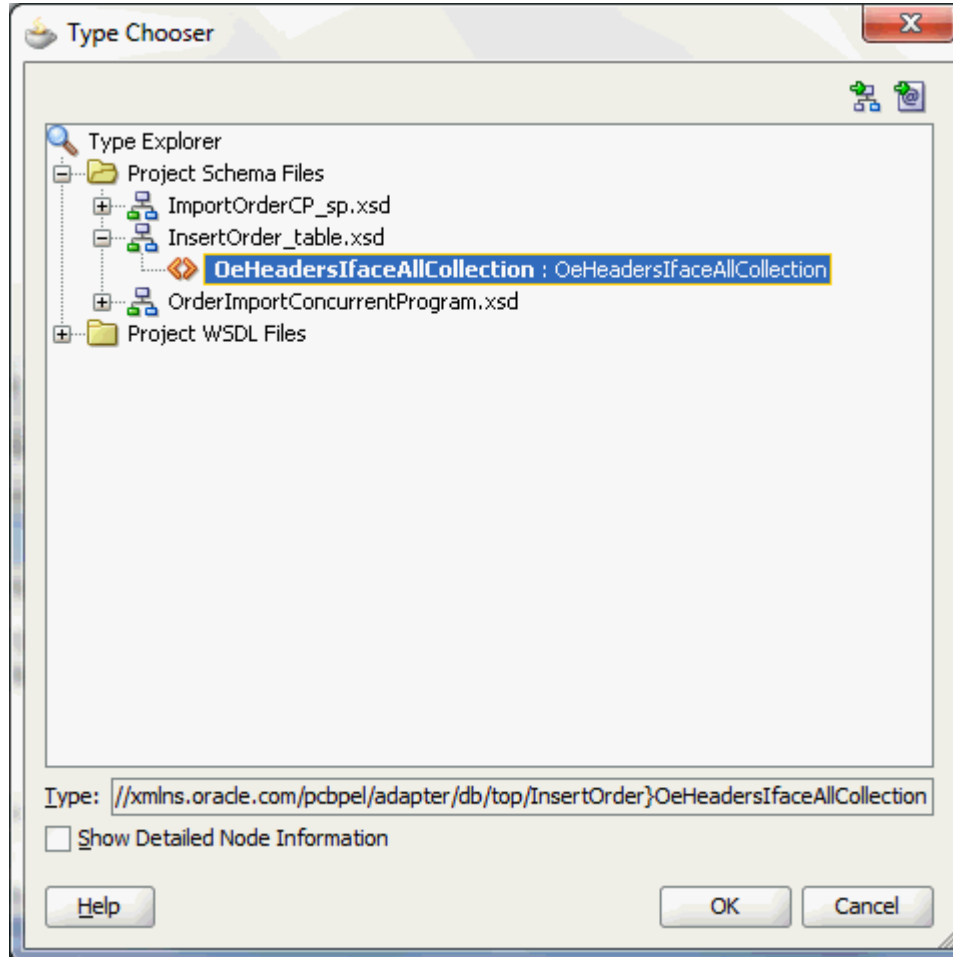 Type Chooser
Type Explorer
Project Schema Files
ImportOrderCP_sp.xsd
InsertOrder_table.xsd
OeHeadersIfaceAllCollection : OeHeadersIfaceAllCollection
OrderImportConcurrentProgram.xsd
Project WSDL Files
Type: //xmlns.oracle.com/pcbpel/adapter/db/top/InsertOrder}OeHeadersIfaceAllCollection
Show Detailed Node Information
Help OK Cancel